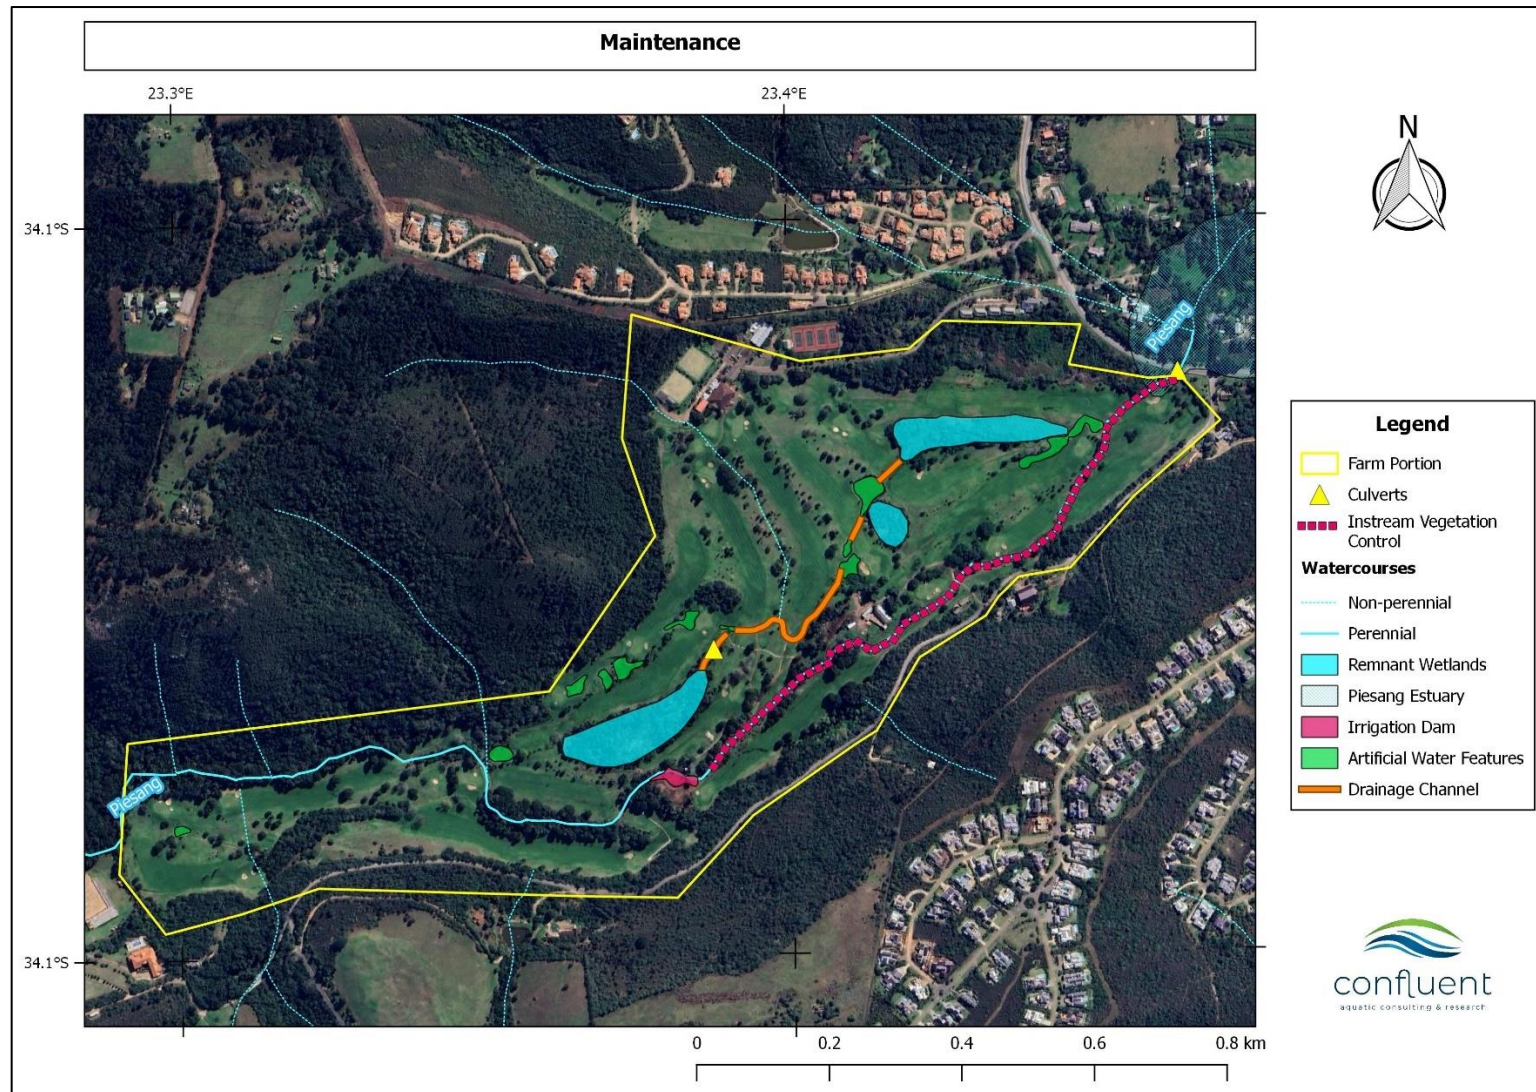 Maintenance
23.3°E
23.4°E
N
34.1°S
Piesang
Legend
Farm Portion
Culverts
Instream Vegetation
Control
Watercourses
Non-perennial
Perennial
Remnant Wetlands
Piesang Estuary
Irrigation Dam
Artificial Water Features
Drainage Channel
Piesang
34.1°S
confluent
aquatic consulting & research
0
0.2
0.4
0.6
0.8 km